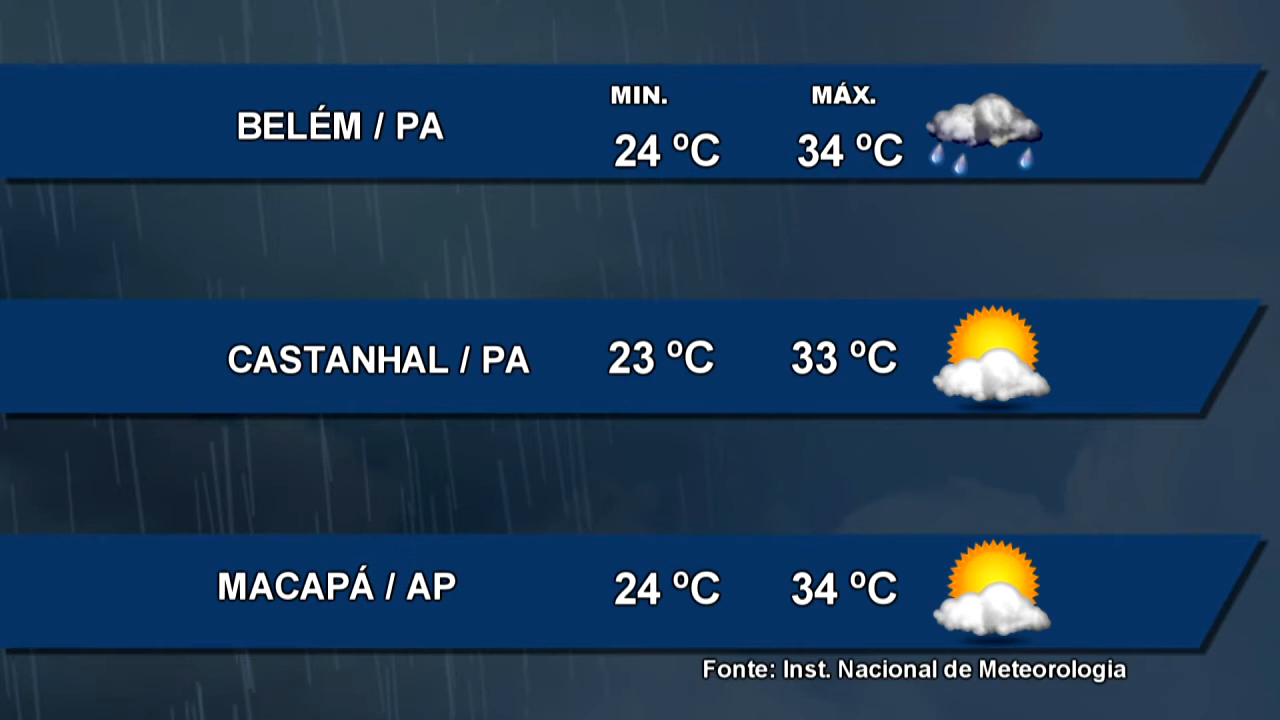 MIN. MÁX.
BELÉM / PA 24 ºC 34 ºC
CASTANHAL / PA 23 ºC 33 ºC
MACAPÁ / AP 24 ºC 34 ºC
Fonte: Inst. Nacional de Meteorologia